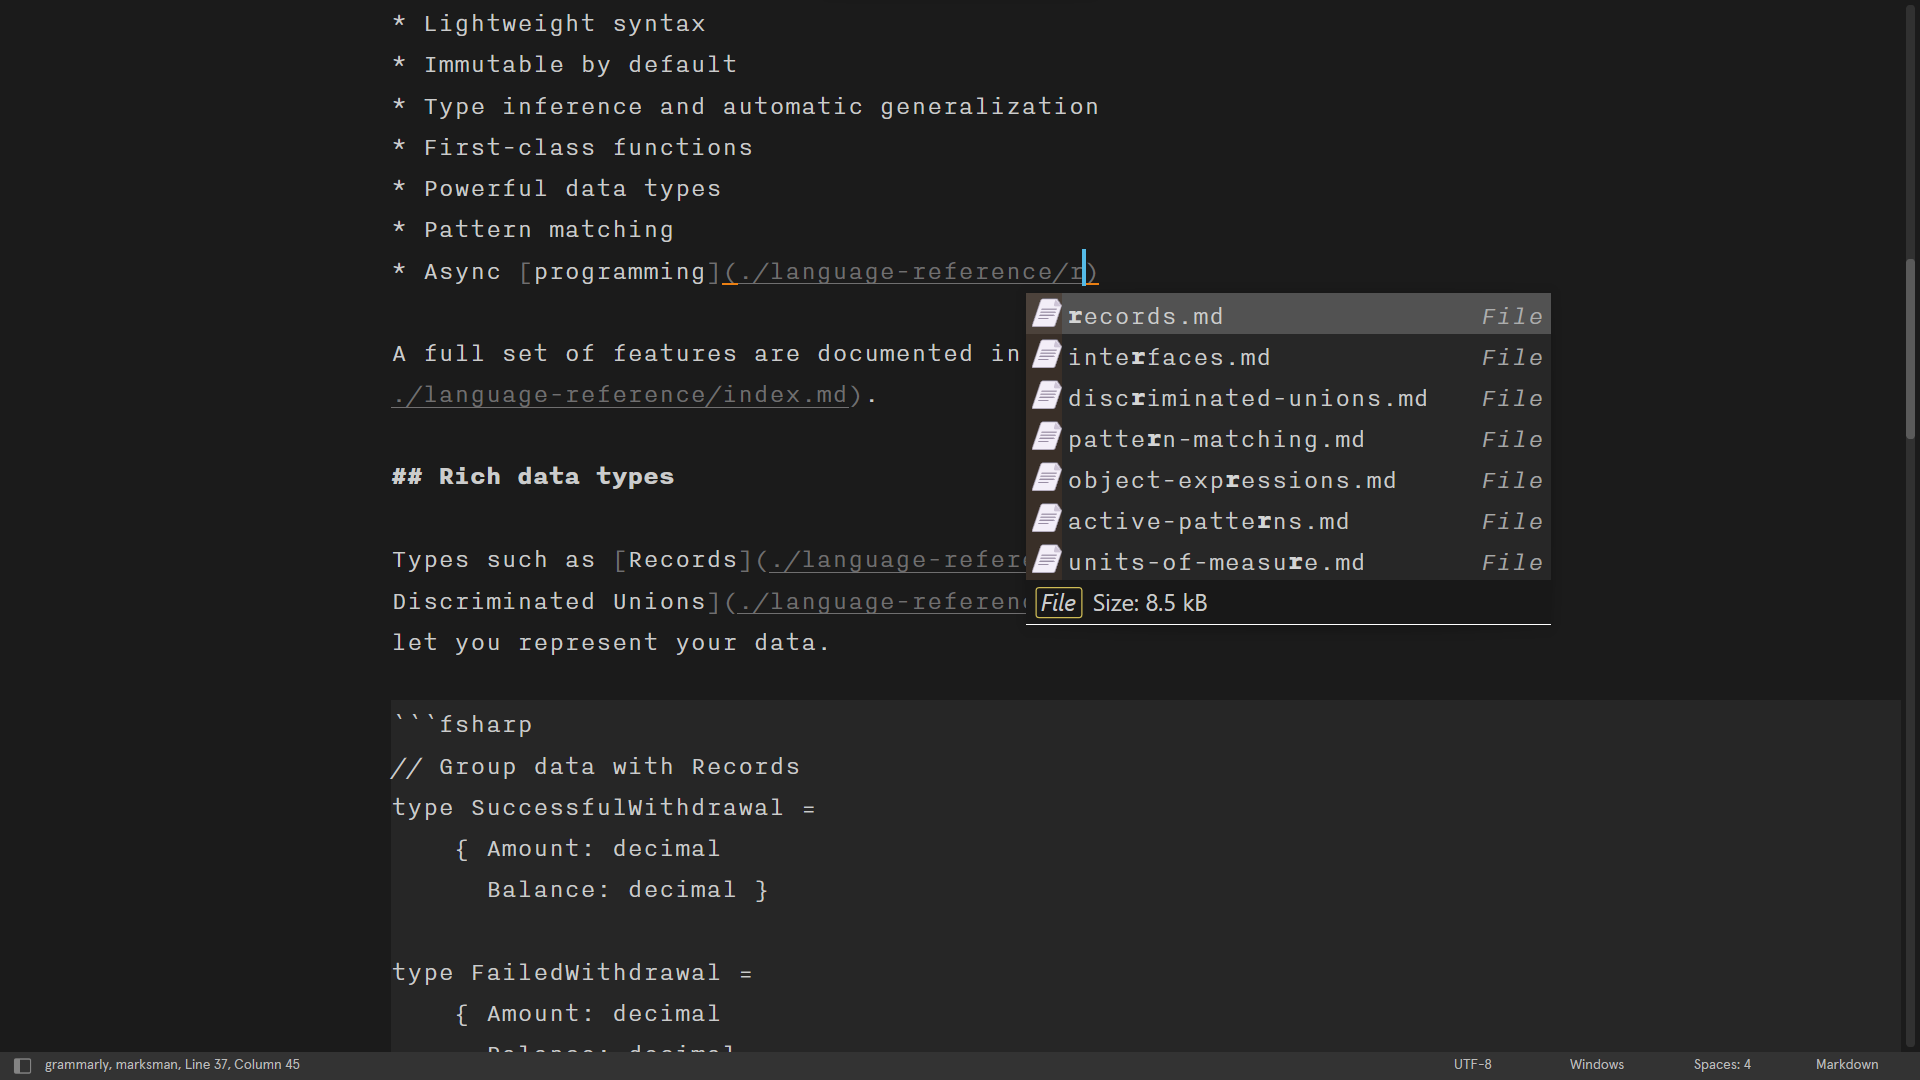 * Lightweight syntax
* Immutable by default
* Type inference and automatic generalization
* First-class functions
* Powerful data types
* Pattern matching
* Async [programming](./language-reference/r)
records.md File
interfaces.md File
discriminated-unions.md File
pattern-matching.md File
object-expressions.md File
active-patterns.md File
units-of-measure.md File
File Size: 8.5 kB
A full set of features are documented in
./language-reference/index.md).
## Rich data types
Types such as [Records](./language-refere
Discriminated Unions](./language-referenc
let you represent your data.
```fsharp
// Group data with Records
type SuccessfulWithdrawal =
{ Amount: decimal
Balance: decimal }
type FailedWithdrawal =
{ Amount: decimal
Balance: decimal
grammarly, marksman, Line 37, Column 45 UTF-8 Windows Spaces: 4 Markdown